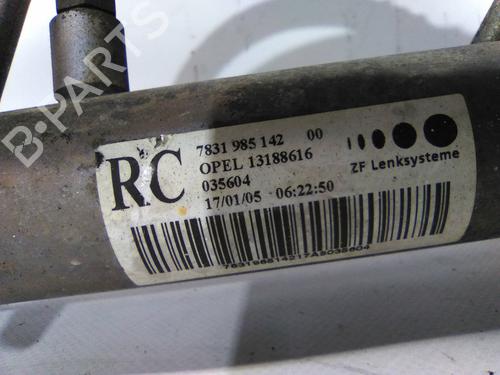 B-PARTS
RC
7831 985 142 00
OPEL 13188616
035604
17/01/05 06:22:50
ZF Lenksysteme